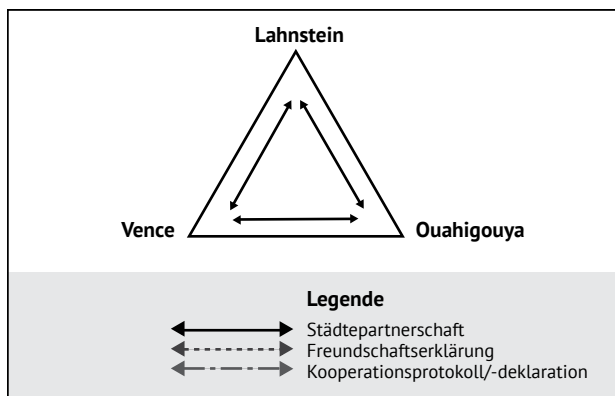 Lahnstein
Vence
Ouahigouya
Legende
Städtepartnerschaft
Freundschaftserklärung
Kooperationsprotokoll/-deklaration